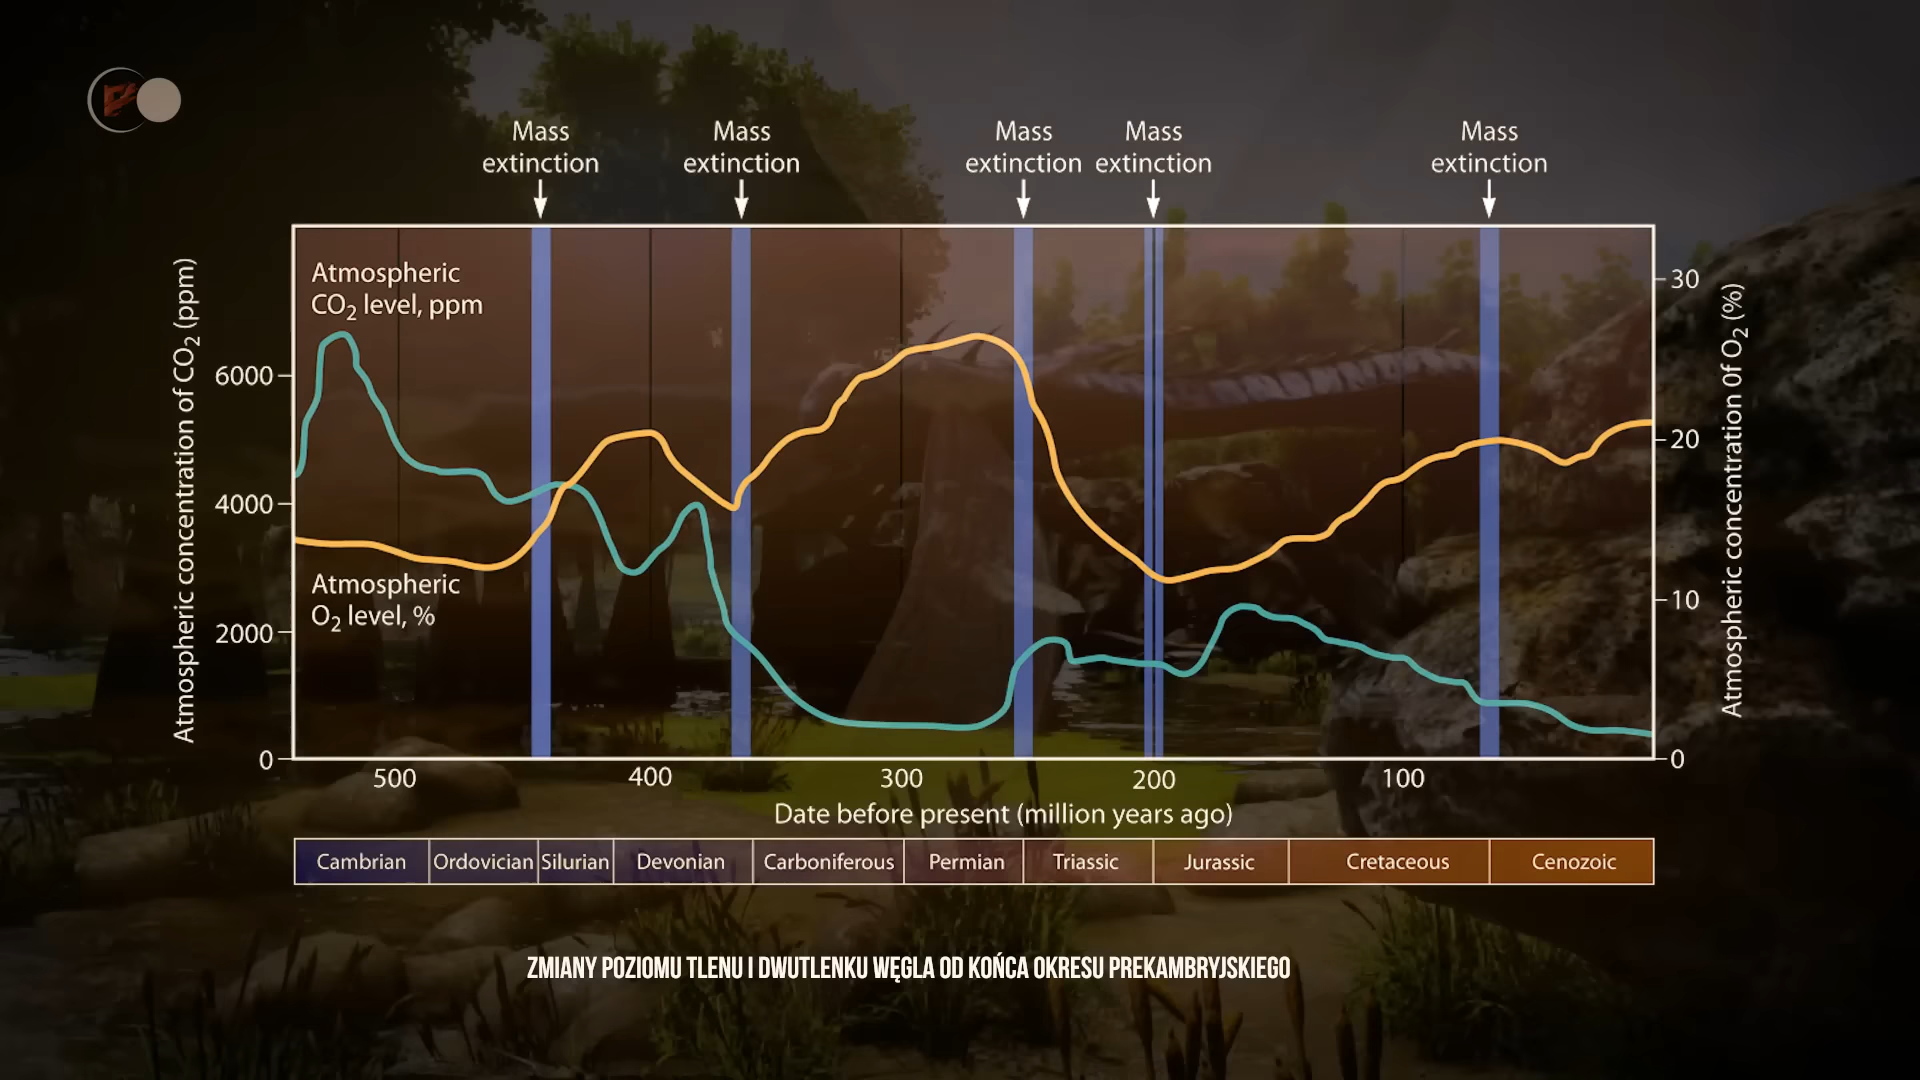 Mass
extinction
Mass
extinction
Mass
extinction
Mass
extinction
Mass
extinction
Atmospheric
CO2 level, ppm
Atmospheric
O2 level, %
Atmospheric concentration of CO2 (ppm)
6000
4000
2000
0
Atmospheric concentration of O2 (%)
30
20
10
0
500 400 300 200 100
Date before present (million years ago)
Cambrian Ordovician Silurian Devonian Carboniferous Permian Triassic Jurassic Cretaceous Cenozoic
ZMIANY POZIOMU TLENU I DWUTLENKU WĘGLA OD KOŃCA OKRESU PREKAMBRYJSKIEGO